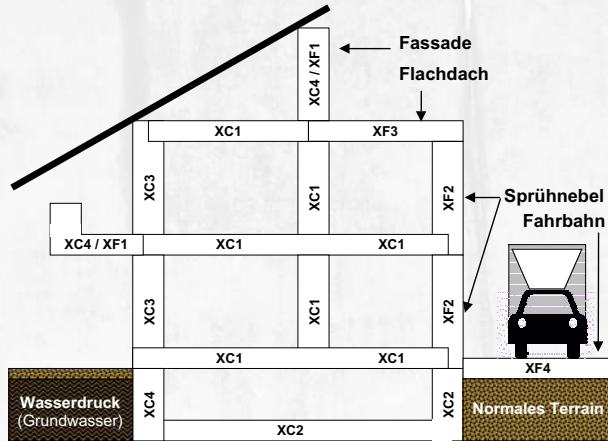 Fassade
XC4 / XF1
Flachdach
XC1
XF3
XC3
XC1
XF2
Sprühnebel
Fahrbahn
XC4 / XF1
XC1
XC1
XC3
XC1
XF2
XC1
XC1
XF4
Wasserdruck
(Grundwasser)
XC4
XC2
XC2
Normales Terrain